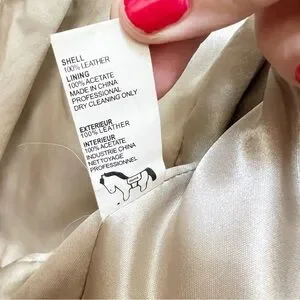 SHELL
100% LEATHER
LINING
100% ACETATE
MADE IN CHINA
PROFESSIONAL
DRY CLEANING ONLY
EXTERIEUR
100% LEATHER
INTERIEUR
100% ACETATE
INDUSTRIE CHINA
NETTOYAGE
PROFESSIONNEL